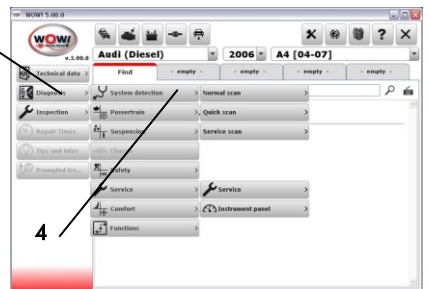 WOW! 5.00.0
WOW!
v.5.00.0
Audi (Diesel) 2006 A4 [04-07]
Technical data > Find - empty - - empty - - empty - - empty -
Diagnosis > System detection > Normal scan >
Inspection > Powertrain > Quick scan >
Repair Times Suspension > Service scan >
Tips and infos Chassis
Prompted tro... Safety >
Service > Service >
Comfort > Instrument panel >
Functions >
4